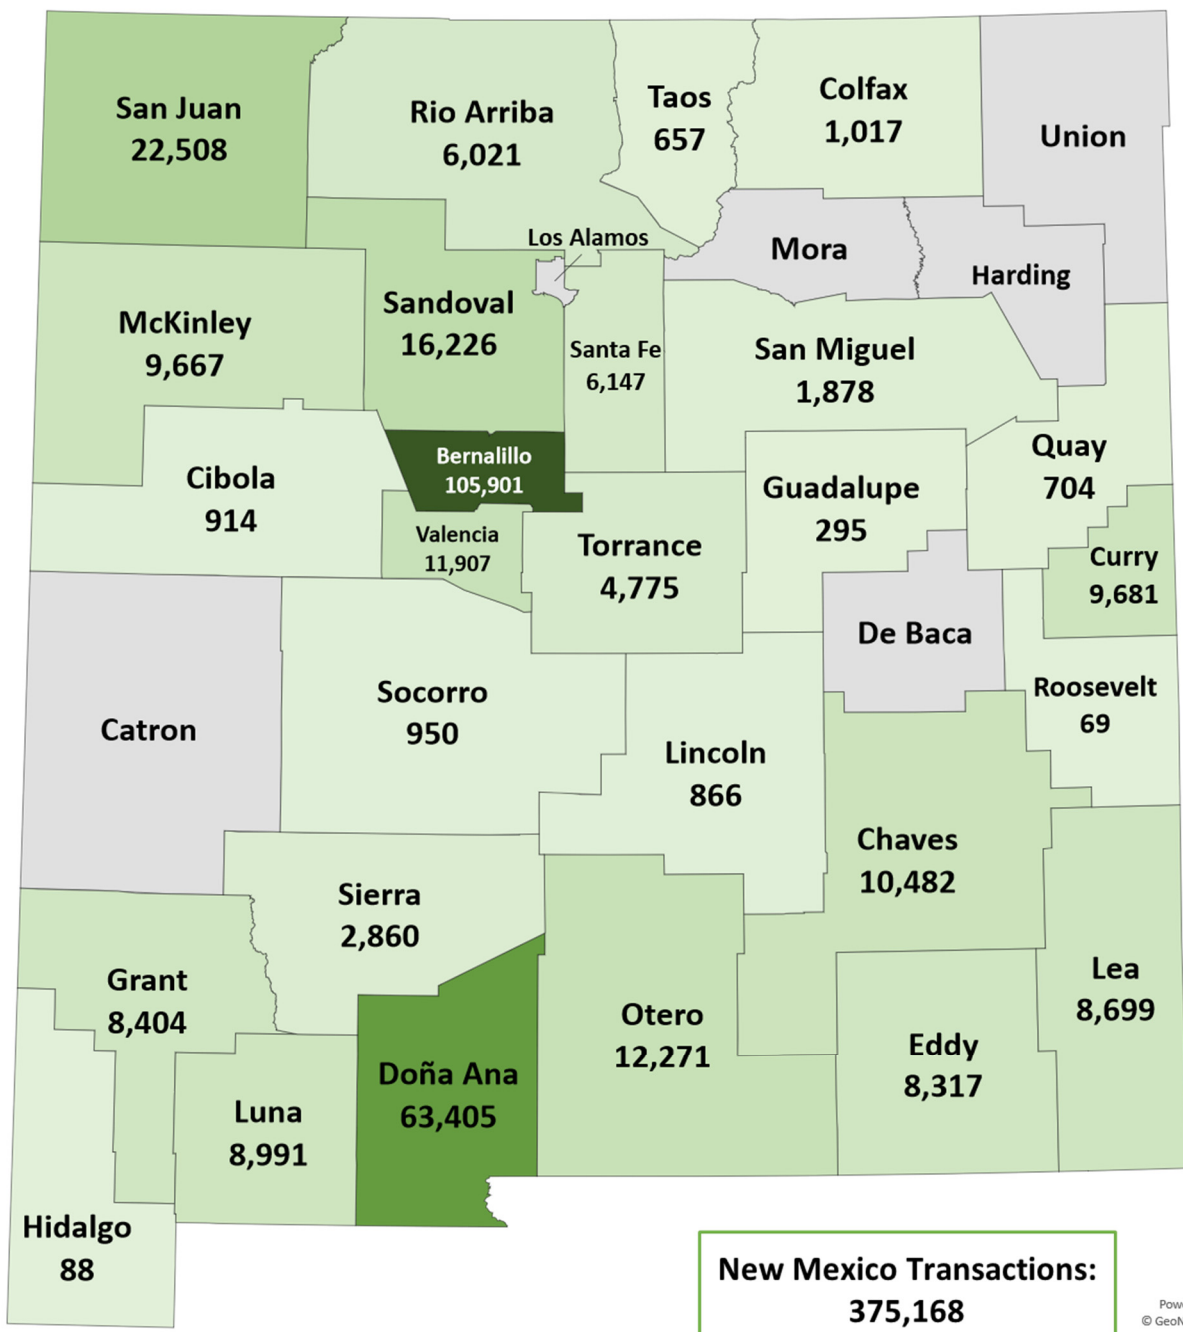 San Juan
22,508
Rio Arriba
6,021
Taos
657
Colfax
1,017
Union
Los Alamos
Mora
Harding
McKinley
9,667
Sandoval
16,226
Santa Fe
6,147
San Miguel
1,878
Cibola
914
Bernalillo
105,901
Valencia
11,907
Torrance
4,775
Guadalupe
295
Quay
704
Curry
9,681
De Baca
Roosevelt
69
Catron
Socorro
950
Lincoln
866
Chaves
10,482
Sierra
2,860
Grant
8,404
Lea
8,699
Otero
12,271
Eddy
8,317
Doña Ana
63,405
Luna
8,991
Hidalgo
88
New Mexico Transactions:
375,168
© GeoN